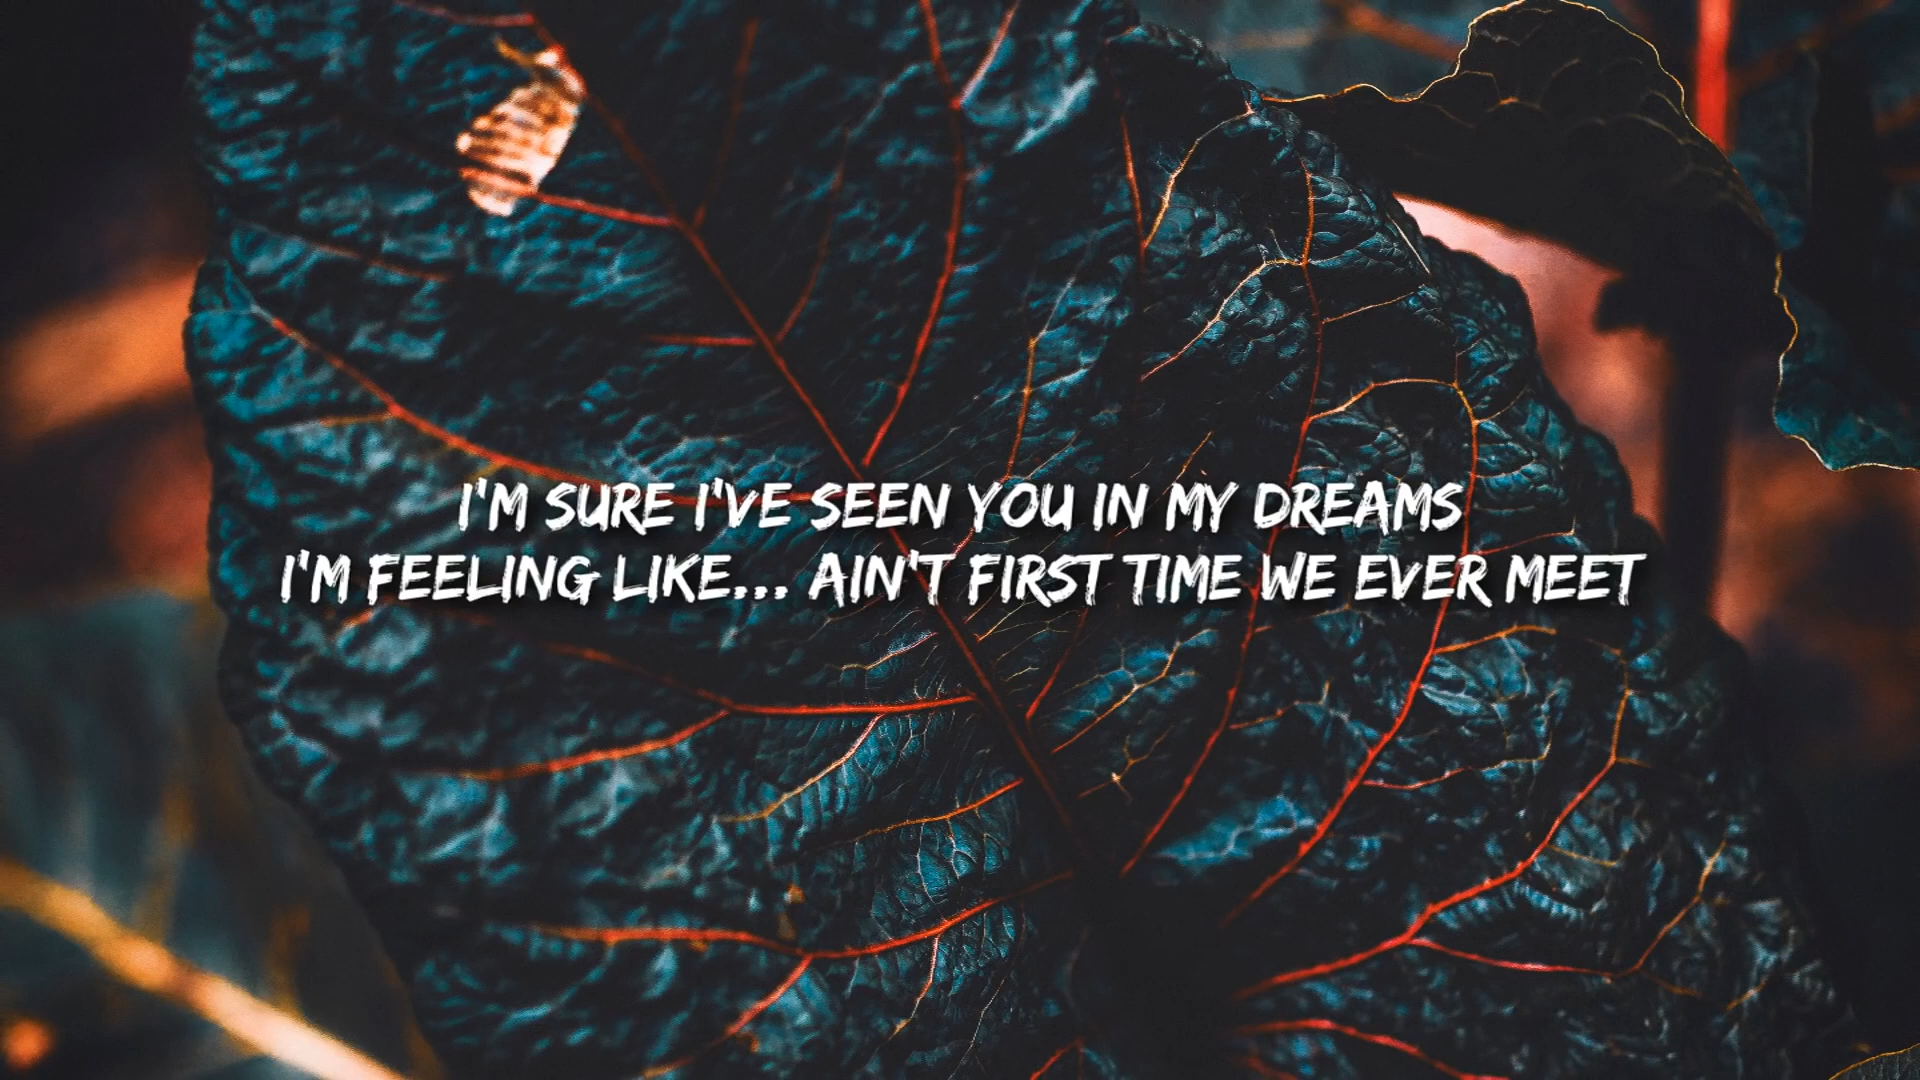 I'M SURE I'VE SEEN YOU IN MY DREAMS
I'M FEELING LIKE... AIN'T FIRST TIME WE EVER MEET